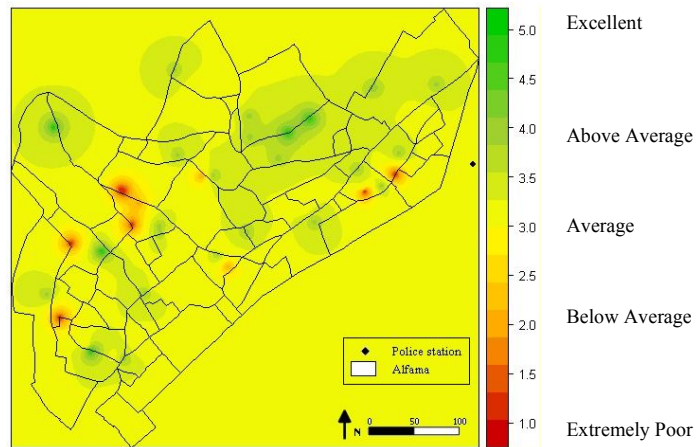 5.0
Excellent
4.5
4.0
Above Average
3.5
3.0
Average
2.5
2.0
Below Average
1.5
1.0
Extremely Poor
Police station
Alfama
N
0 50 100